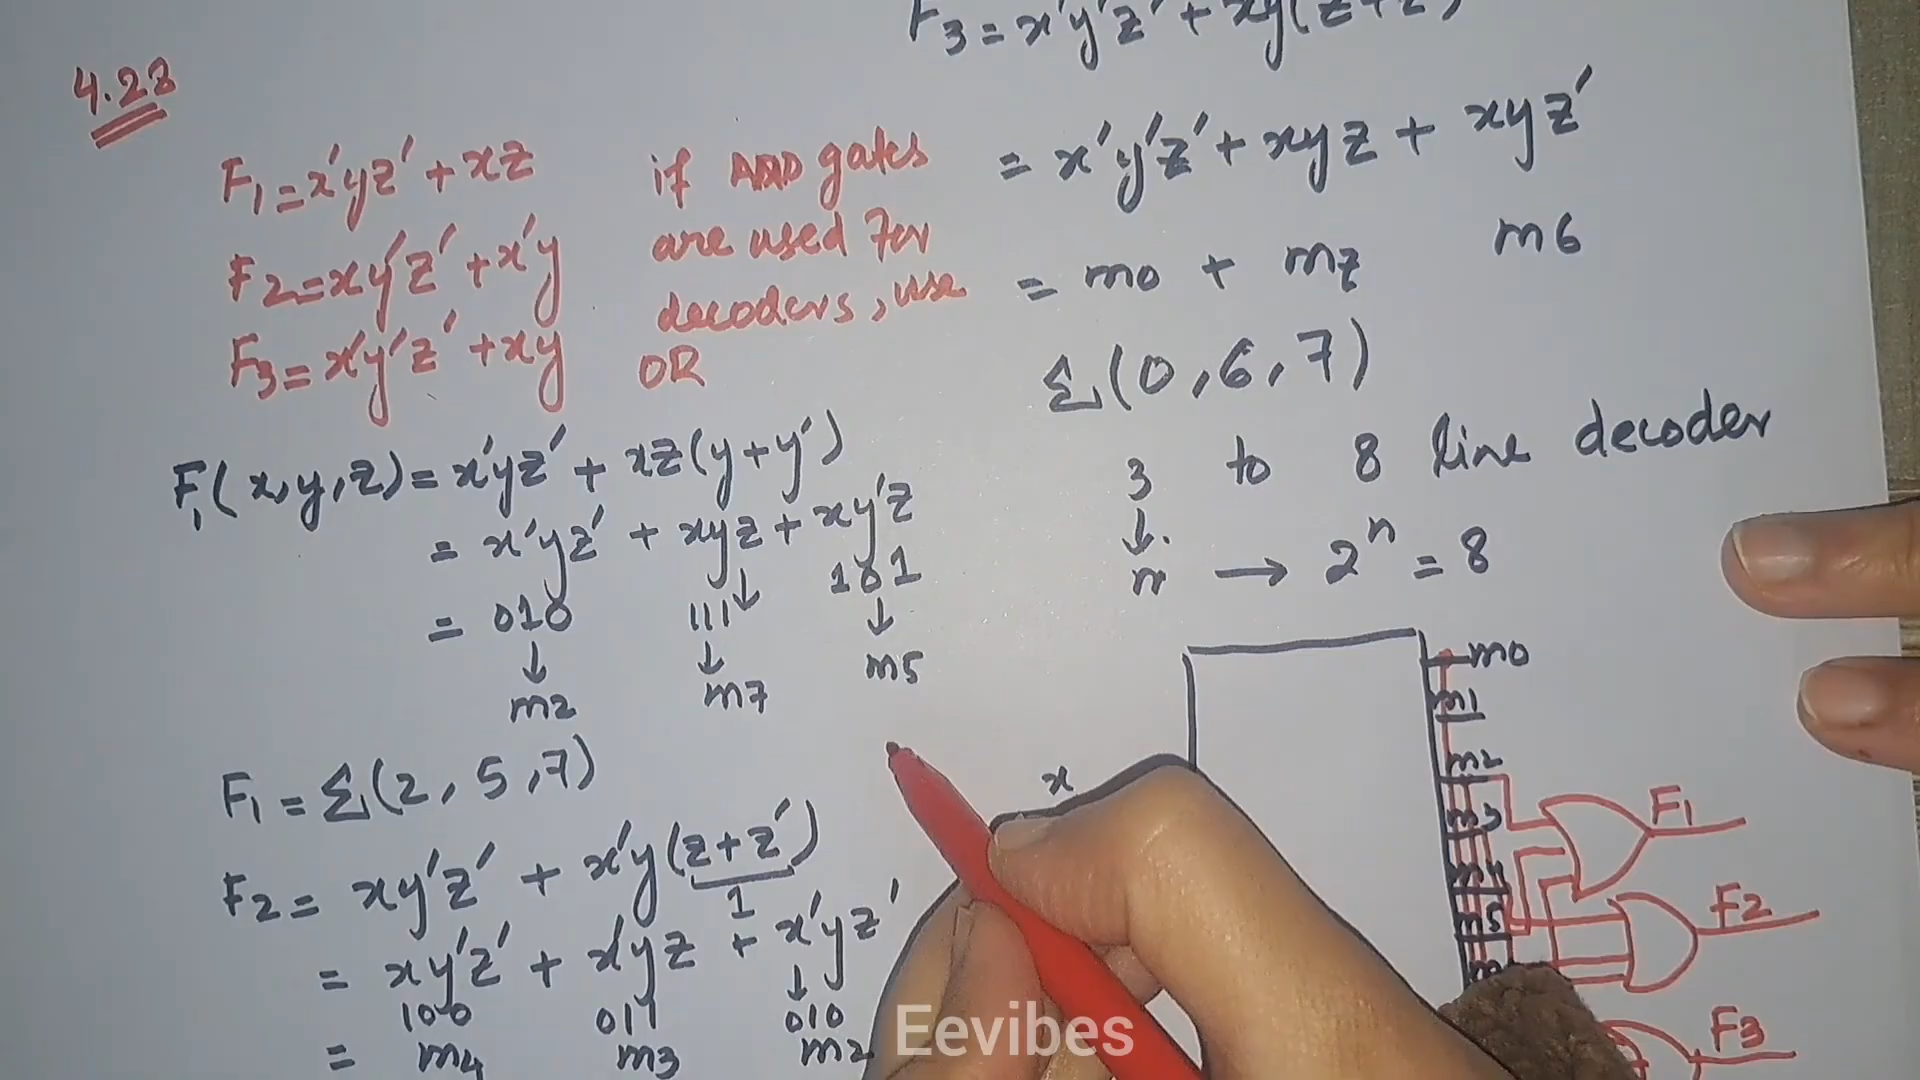 4.28
F1 = x'yz' + xz
F2 = xy'z' + x'y
F3 = x'y'z' + xy
if AND gates
are used for
decoders, use
OR
F1(x,y,z) = x'yz' + xz(y+y')
= x'yz' + xyz + xy'z
= 010 111 101
m2 m7 m5
F1 = Σ(2, 5, 7)
F2 = xy'z' + x'y(z+z')
1
= xy'z' + x'yz + x'yz'
100 011 010
= m4 m3 m2
F3 = x'y'z' + xy(z+z')
= x'y'z' + xyz + xyz'
= m0 + m7 m6
Σ(0, 6, 7)
3 to 8 line decoder
n → 2^n = 8
x
m0
m1
m2
m3
m4
m5
F1
F2
F3
Eevibes